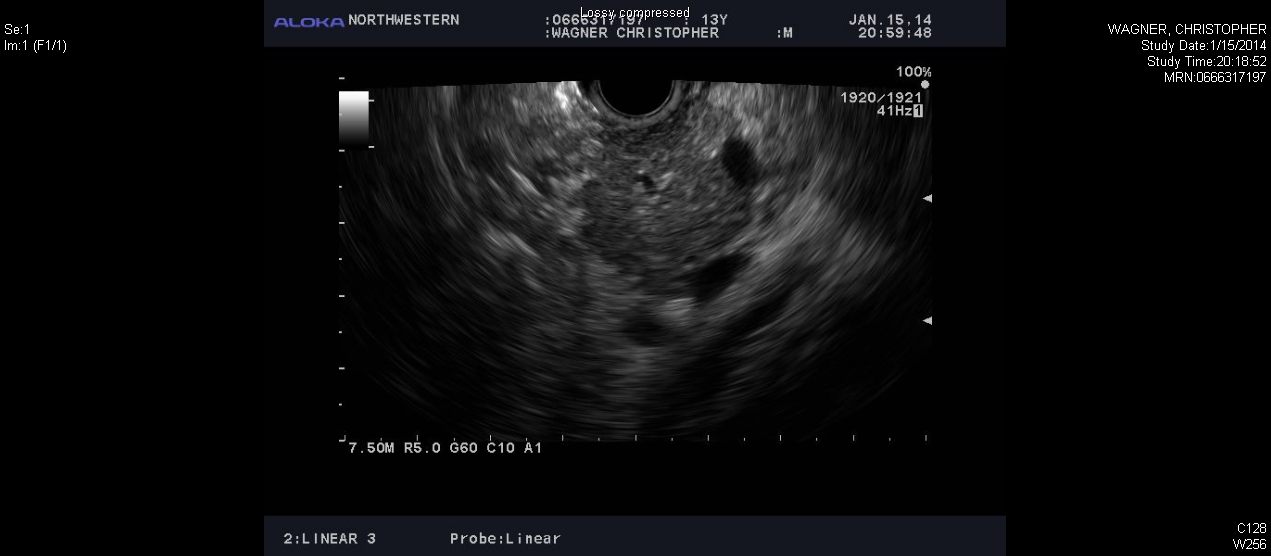 Se:1
Im:1 (F1/1)
Lossy compressed
ALOKA NORTHWESTERN
: 13Y
JAN.15,14
:WAGNER CHRISTOPHER :M 20:59:48
WAGNER, CHRISTOPHER
Study Date:1/15/2014
Study Time:20:18:52
MRN:0666317197
100%
1920/1921
41Hz 1
7.50M R5.0 G60 C10 A1
2:LINEAR 3 Probe:Linear
C128
W256